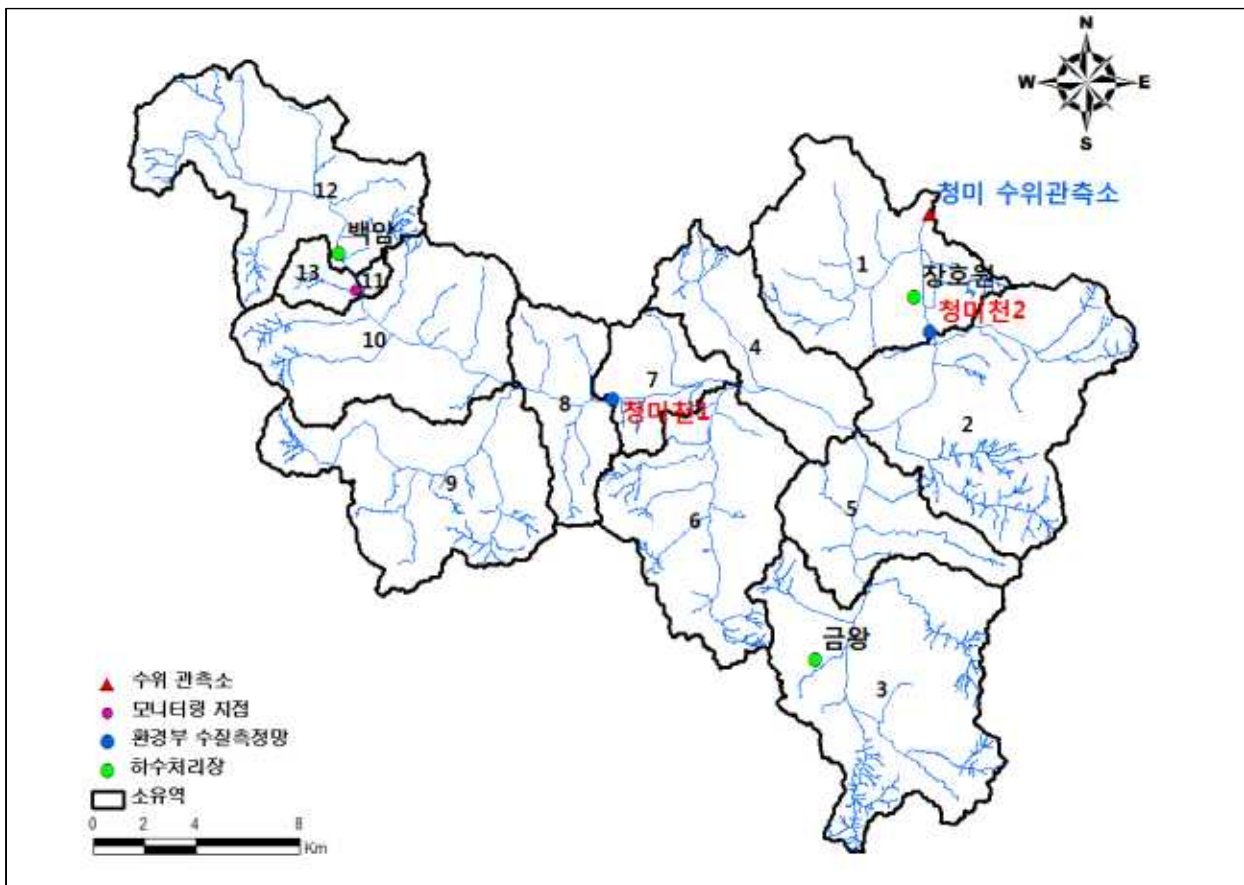 N
W E
S
청미 수위관측소
12
백암
1
13
11
장호원
청미천2
10
4
7
8
청미천1
2
9
6
5
금왕
3
수위 관측소
모니터링 지점
환경부 수질측정망
하수처리장
소유역
0 2 4 8
Km